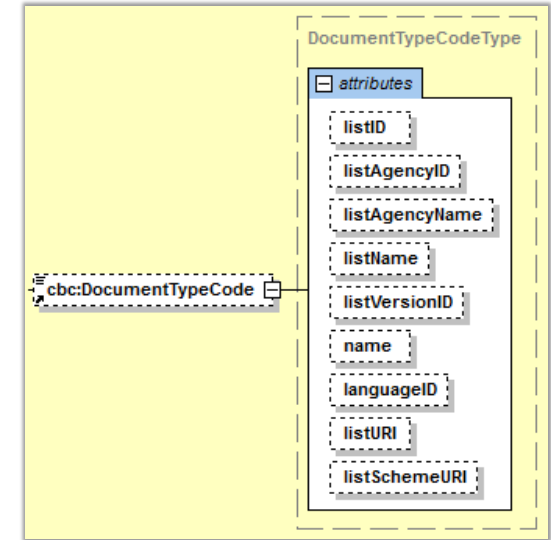 DocumentTypeCodeType
attributes
listID
listAgencyID
listAgencyName
listName
cbc:DocumentTypeCode
listVersionID
name
languageID
listURI
listSchemeURI